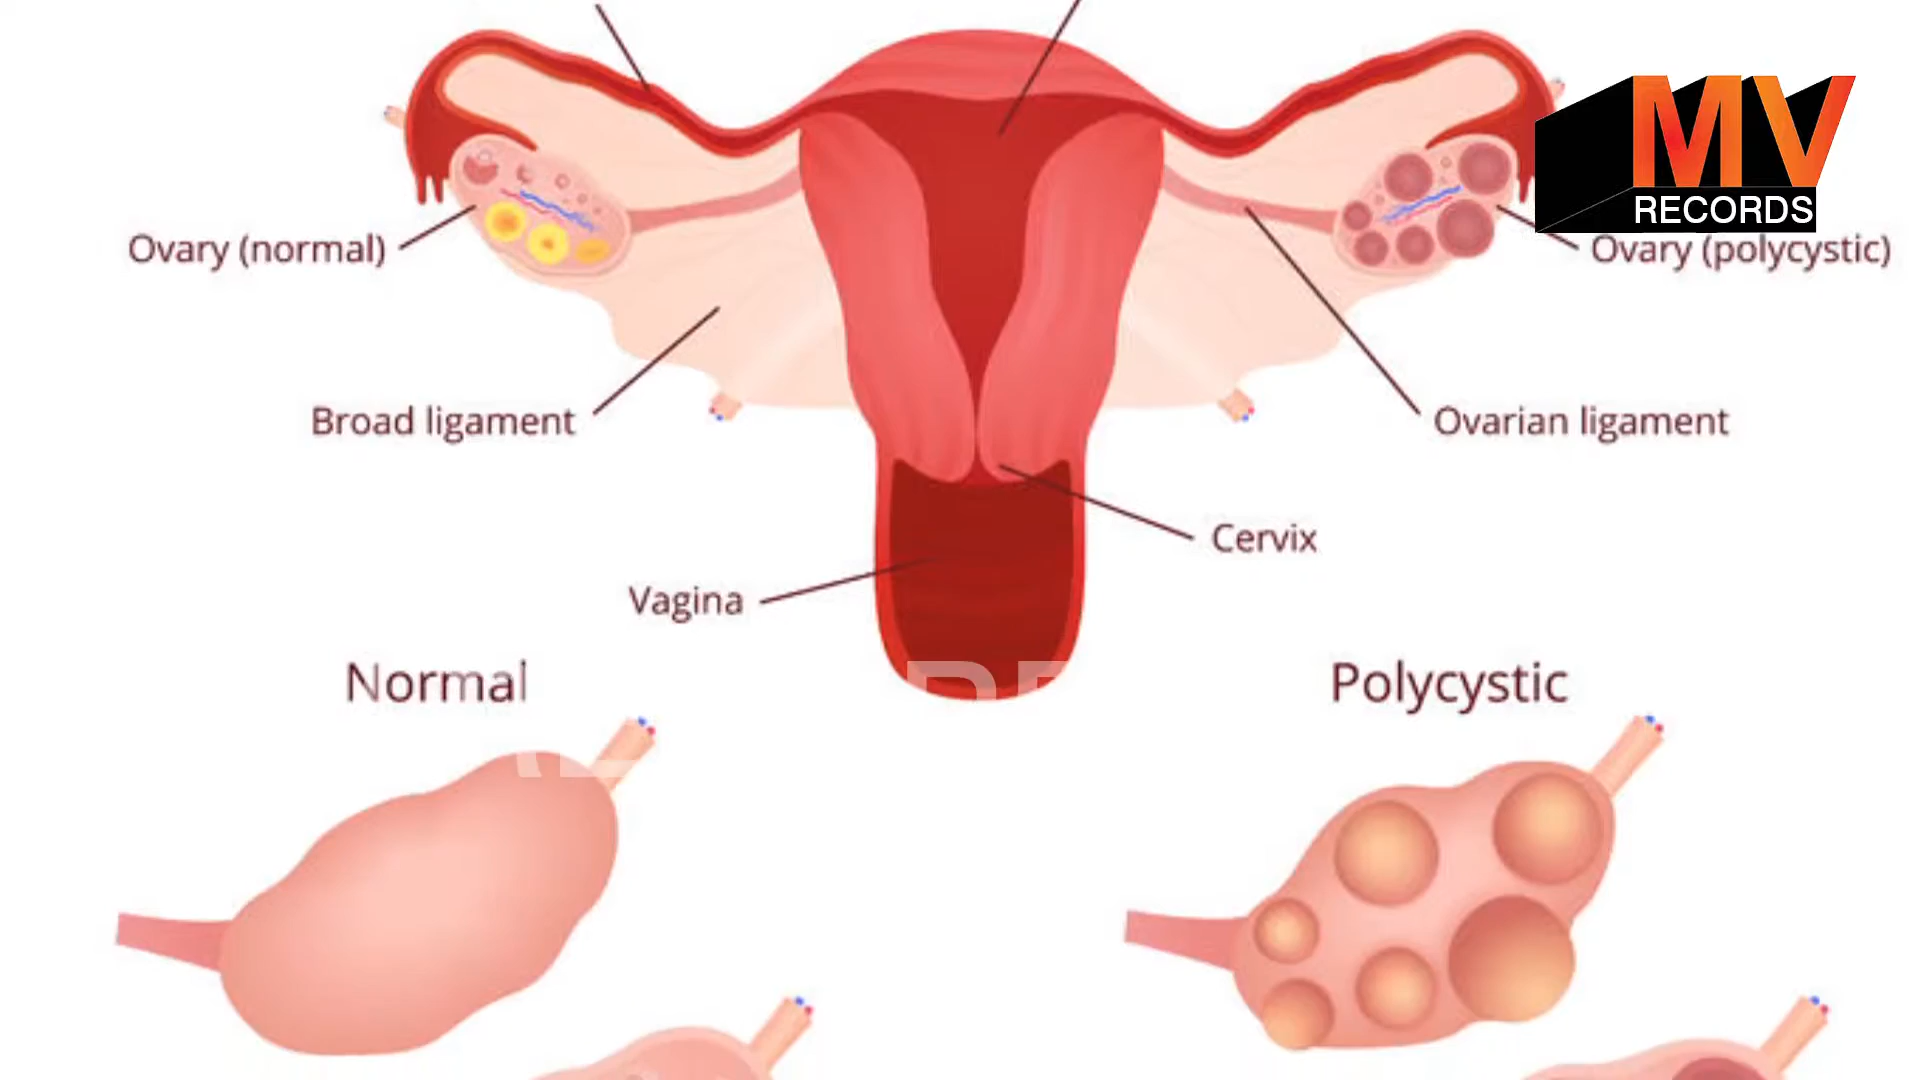 MV
RECORDS
Ovary (normal)
Ovary (polycystic)
Broad ligament
Ovarian ligament
Cervix
Vagina
Normal
Polycystic